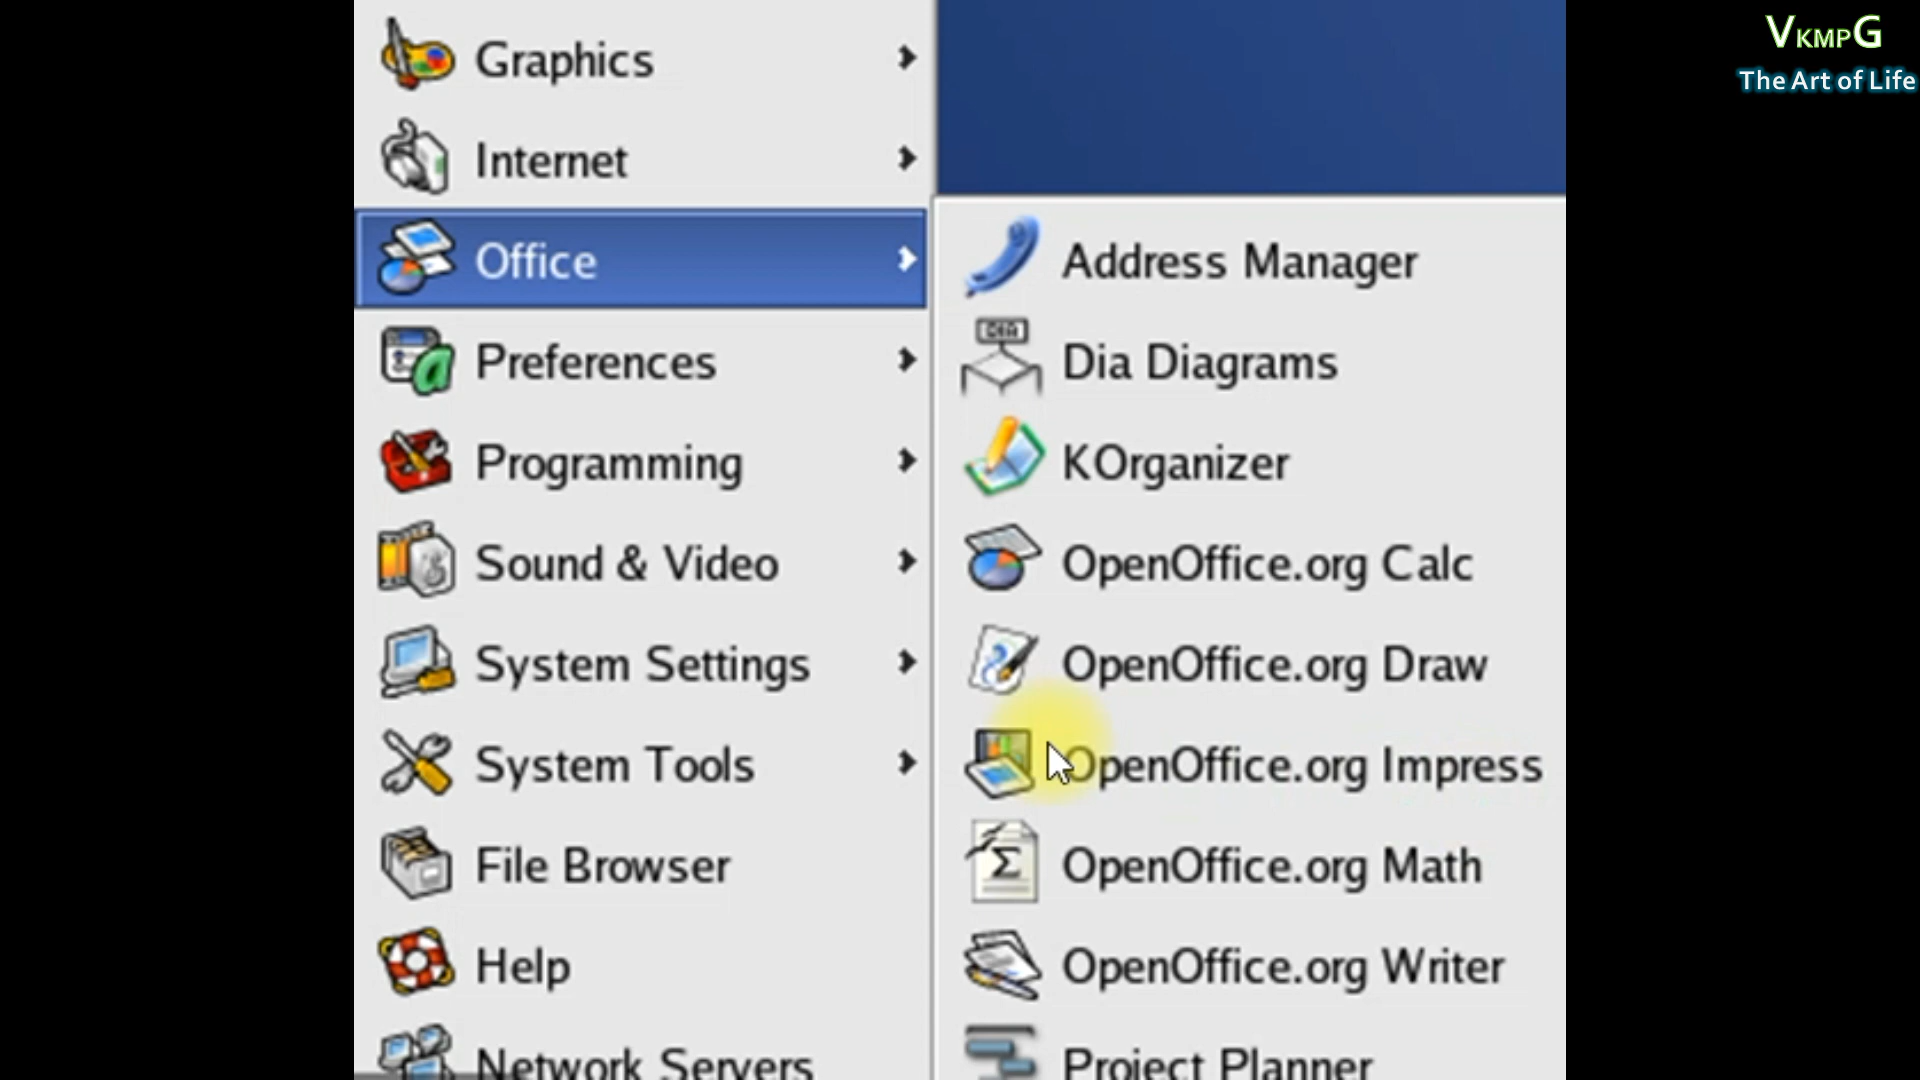 VKMPG
The Art of Life
Graphics
Internet
Office
Preferences
Programming
Sound & Video
System Settings
System Tools
File Browser
Help
Network Servers
Address Manager
DIA
Dia Diagrams
KOrganizer
OpenOffice.org Calc
OpenOffice.org Draw
OpenOffice.org Impress
OpenOffice.org Math
OpenOffice.org Writer
Project Planner